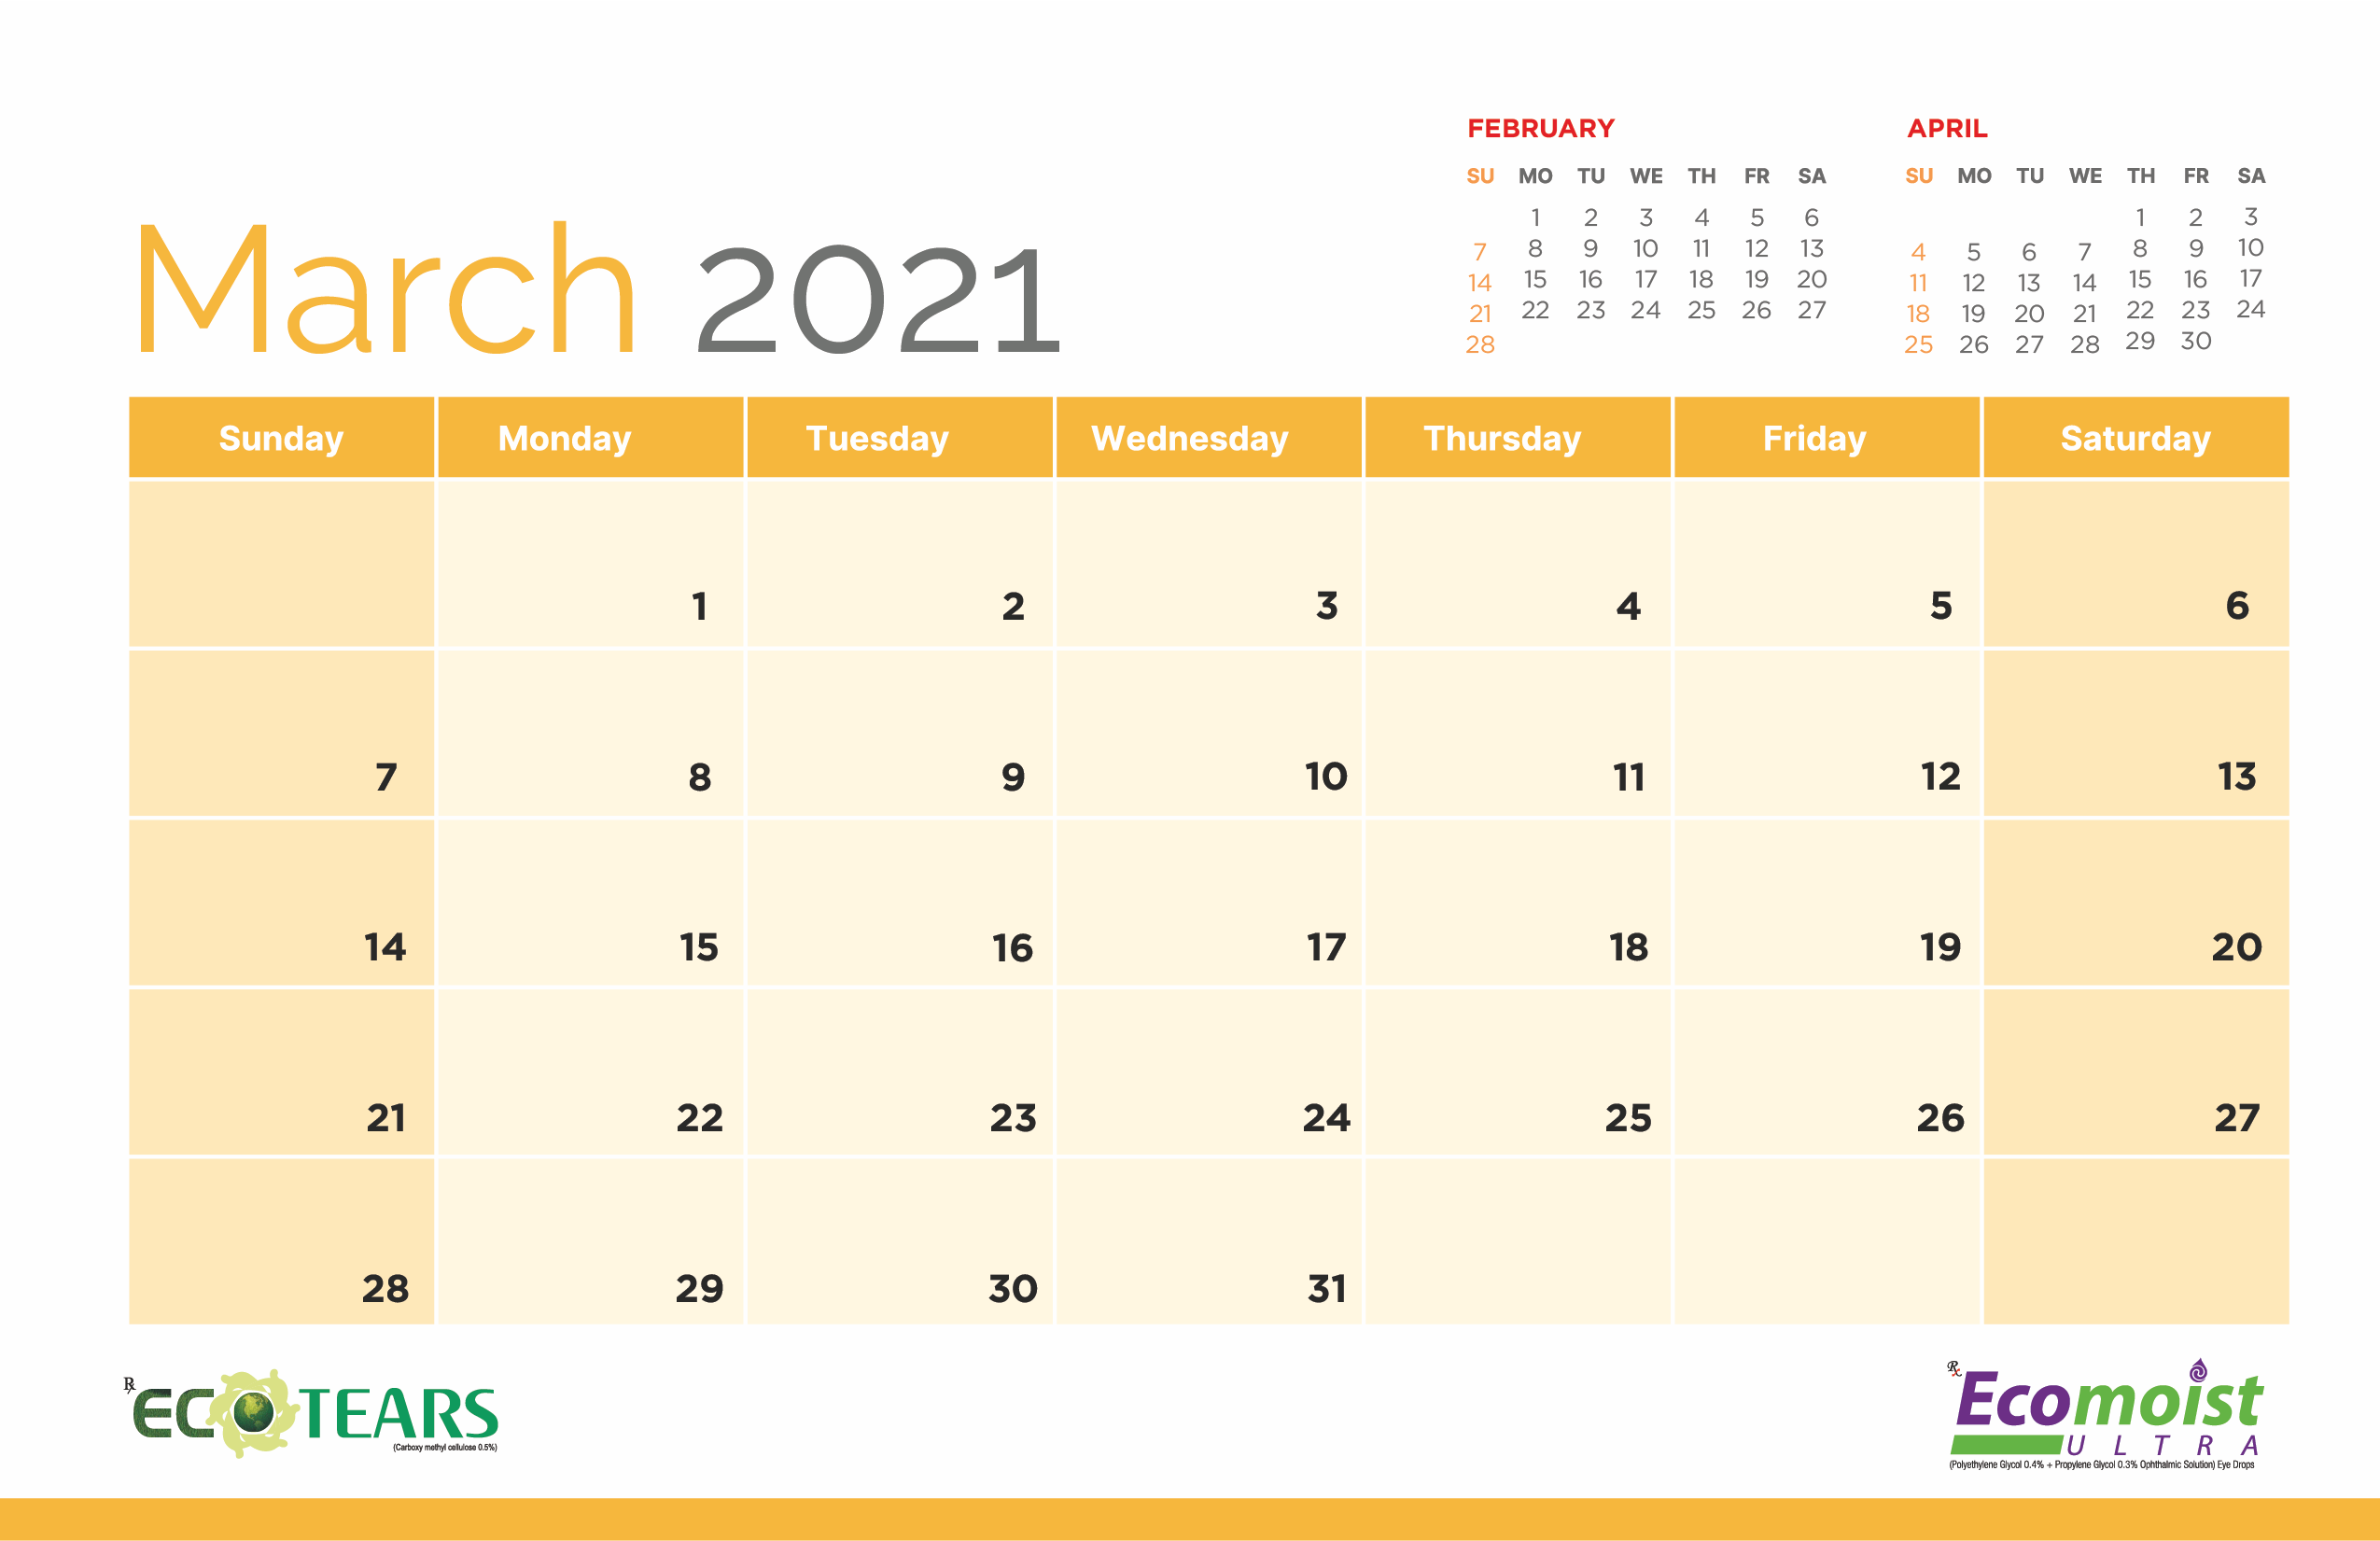 FEBRUARY
SU MO TU WE TH FR SA
1 2 3 4 5 6
7 8 9 10 11 12 13
14 15 16 17 18 19 20
21 22 23 24 25 26 27
28
APRIL
SU MO TU WE TH FR SA
1 2 3
4 5 6 7 8 9 10
11 12 13 14 15 16 17
18 19 20 21 22 23 24
25 26 27 28 29 30
March 2021
Sunday Monday Tuesday Wednesday Thursday Friday Saturday
1 2 3 4 5 6
7 8 9 10 11 12 13
14 15 16 17 18 19 20
21 22 23 24 25 26 27
28 29 30 31
℞ ECOTEARS
(Carboxy methyl cellulose 0.5%)
℞ Ecomoist
ULTRA
(Polyethylene Glycol 0.4% + Propylene Glycol 0.3% Ophthalmic Solution) Eye Drops